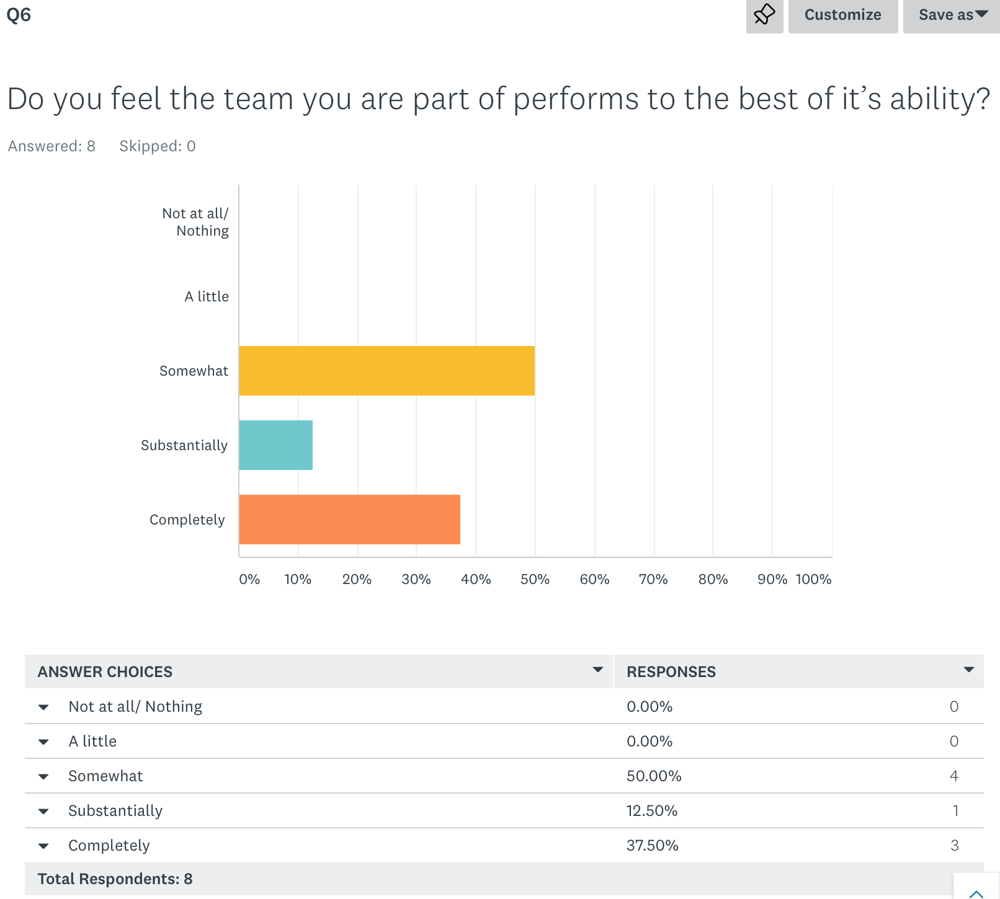 Q6
Customize
Save as
Do you feel the team you are part of performs to the best of it’s ability?
Answered: 8 Skipped: 0
Not at all/
Nothing
A little
Somewhat
Substantially
Completely
0% 10% 20% 30% 40% 50% 60% 70% 80% 90% 100%
ANSWER CHOICES RESPONSES
Not at all/ Nothing 0.00% 0
A little 0.00% 0
Somewhat 50.00% 4
Substantially 12.50% 1
Completely 37.50% 3
Total Respondents: 8